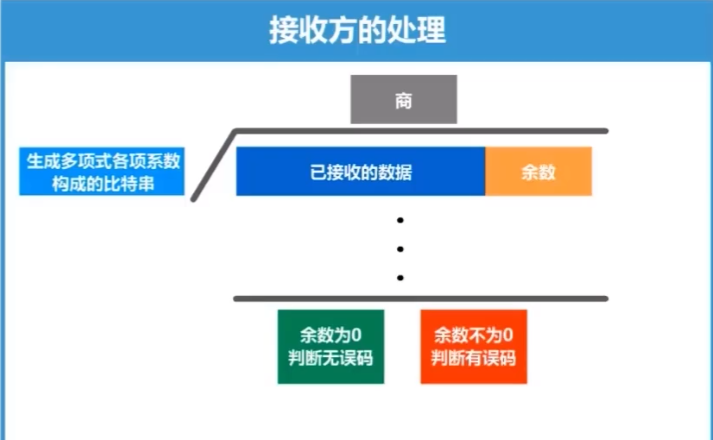 接收方的处理
商
生成多项式各项系数
构成的比特串
已接收的数据
余数
余数为0
判断无误码
余数不为0
判断有误码